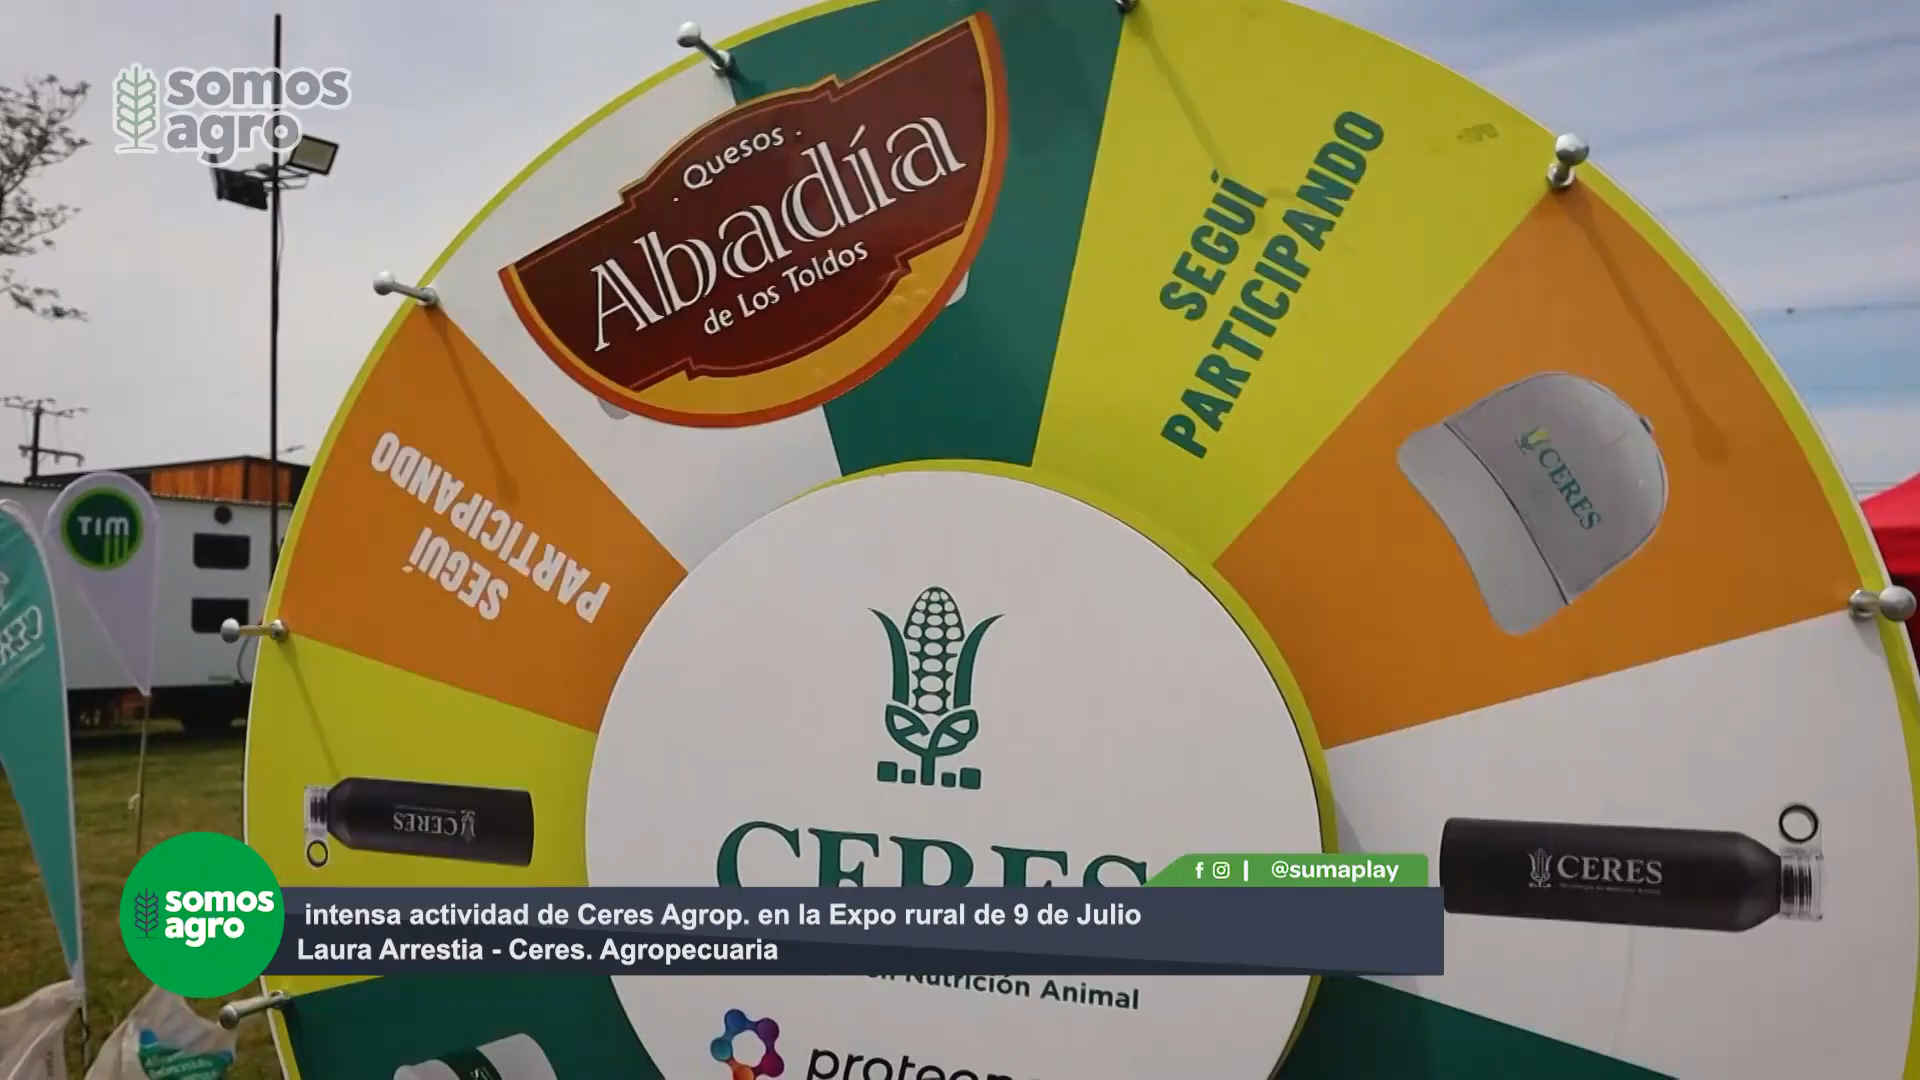 somos
agro
Quesos
Abadía
de Los Toldos
SEGUÍ
PARTICIPANDO
SEGUÍ
PARTICIPANDO
CERES
TIM
CERES
CERES
CERES
@sumaplay
somos
agro
intensa actividad de Ceres Agrop. en la Expo rural de 9 de Julio
Laura Arrestia - Ceres. Agropecuaria
Nutrición Animal